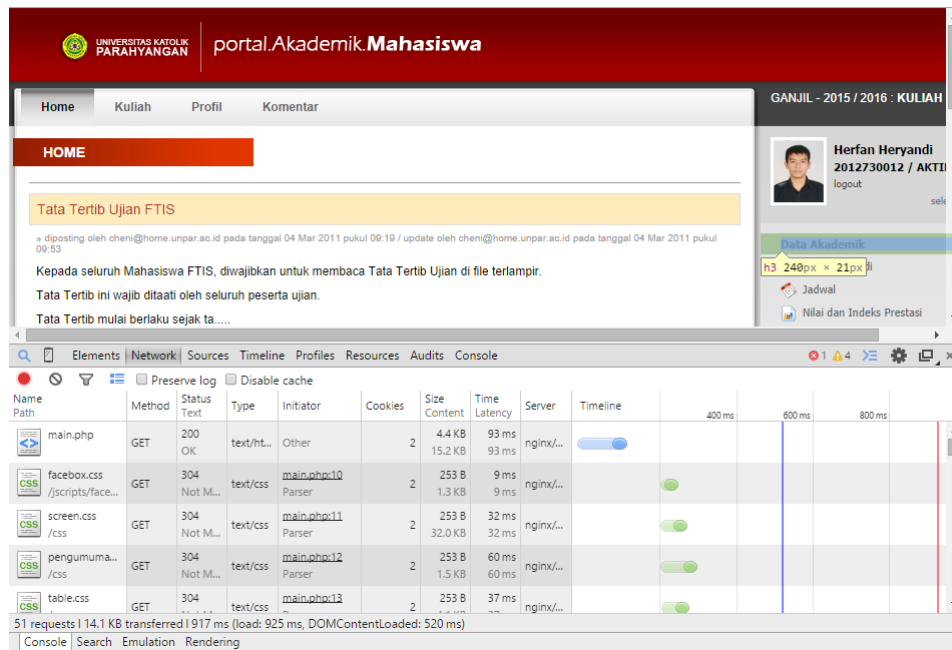 UNIVERSITAS KATOLIK
PARAHYANGAN
portal.Akademik.Mahasiswa
Home Kuliah Profil Komentar
GANJIL - 2015 / 2016 : KULIAH
HOME
Herfan Heryandi
2012730012 / AKTI
logout
sele
Tata Tertib Ujian FTIS
» diposting oleh cheni@home.unpar.ac.id pada tanggal 04 Mar 2011 pukul 09:19 / update oleh cheni@home.unpar.ac.id pada tanggal 04 Mar 2011 pukul
09:53
Kepada seluruh Mahasiswa FTIS, diwajibkan untuk membaca Tata Tertib Ujian di file terlampir.
Tata Tertib ini wajib ditaati oleh seluruh peserta ujian.
Tata Tertib mulai berlaku sejak ta.....
Data Akademik
h3 240px × 21px di
Jadwal
Nilai dan Indeks Prestasi
Elements Network Sources Timeline Profiles Resources Audits Console 1 4
Preserve log Disable cache
Name Method Status Type Initiator Cookies Size Time Server Timeline
Path Text Content Latency 400 ms 600 ms 800 ms
main.php GET 200 text/ht... Other 2 4.4 KB 93 ms nginx/...
OK 15.2 KB 93 ms
facebox.css GET 304 text/css main.php:10 2 253 B 9 ms nginx/...
/jscripts/face... Not M... Parser 1.3 KB 9 ms
screen.css GET 304 text/css main.php:11 2 253 B 32 ms nginx/...
/css Not M... Parser 32.0 KB 32 ms
pengumuma... GET 304 text/css main.php:12 2 253 B 60 ms nginx/...
/css Not M... Parser 1.5 KB 60 ms
table.css GET 304 text/css main.php:13 2 253 B 37 ms nginx/...
51 requests | 14.1 KB transferred | 917 ms (load: 925 ms, DOMContentLoaded: 520 ms)
Console Search Emulation Rendering